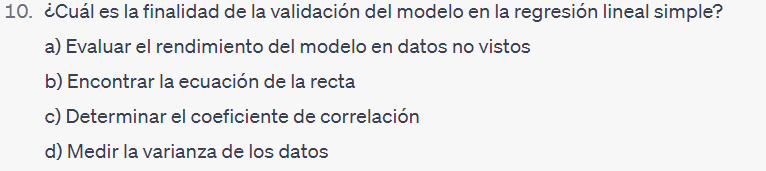 10. ¿Cuál es la finalidad de la validación del modelo en la regresión lineal simple?
a) Evaluar el rendimiento del modelo en datos no vistos
b) Encontrar la ecuación de la recta
c) Determinar el coeficiente de correlación
d) Medir la varianza de los datos